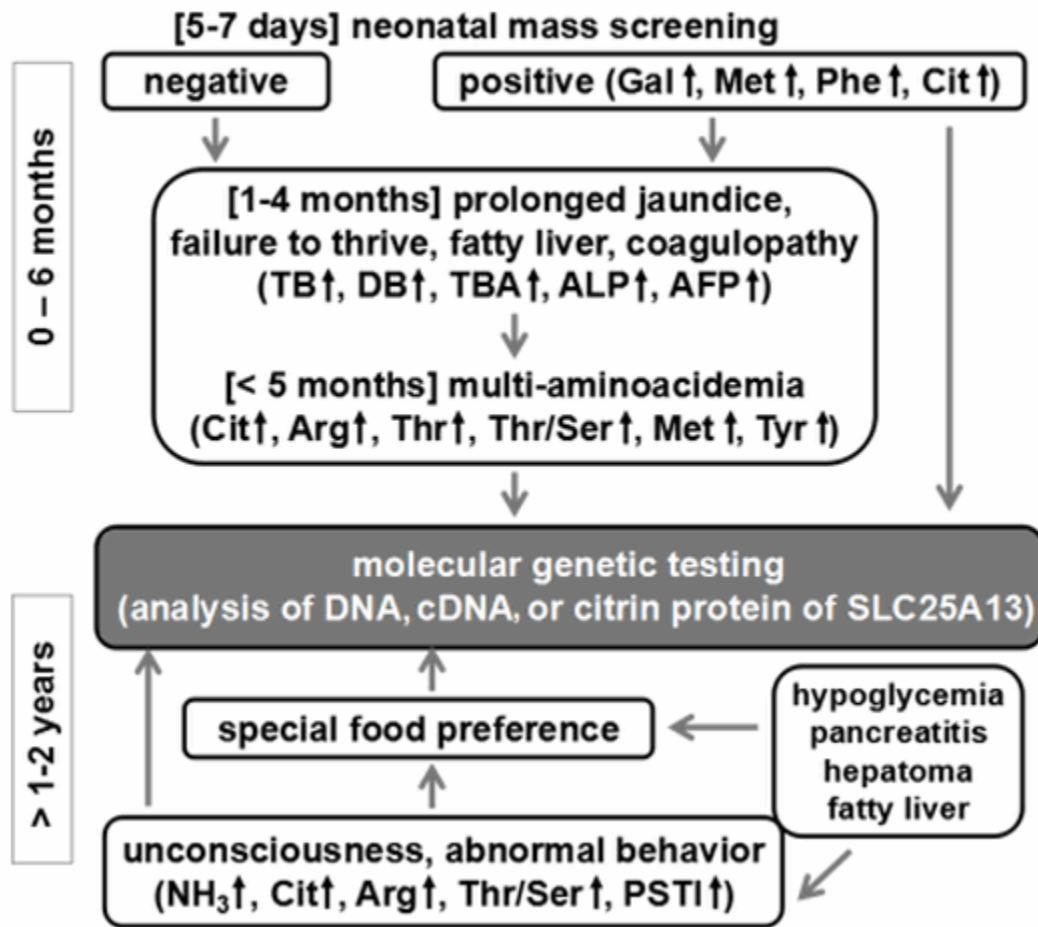 [5-7 days] neonatal mass screening
negative
positive (Gal↑, Met↑, Phe↑, Cit↑)
0 – 6 months
[1-4 months] prolonged jaundice,
failure to thrive, fatty liver, coagulopathy
(TB↑, DB↑, TBA↑, ALP↑, AFP↑)
[< 5 months] multi-aminoacidemia
(Cit↑, Arg↑, Thr↑, Thr/Ser↑, Met↑, Tyr↑)
molecular genetic testing
(analysis of DNA, cDNA, or citrin protein of SLC25A13)
> 1-2 years
special food preference
hypoglycemia
pancreatitis
hepatoma
fatty liver
unconsciousness, abnormal behavior
(NH₃↑, Cit↑, Arg↑, Thr/Ser↑, PSTI↑)